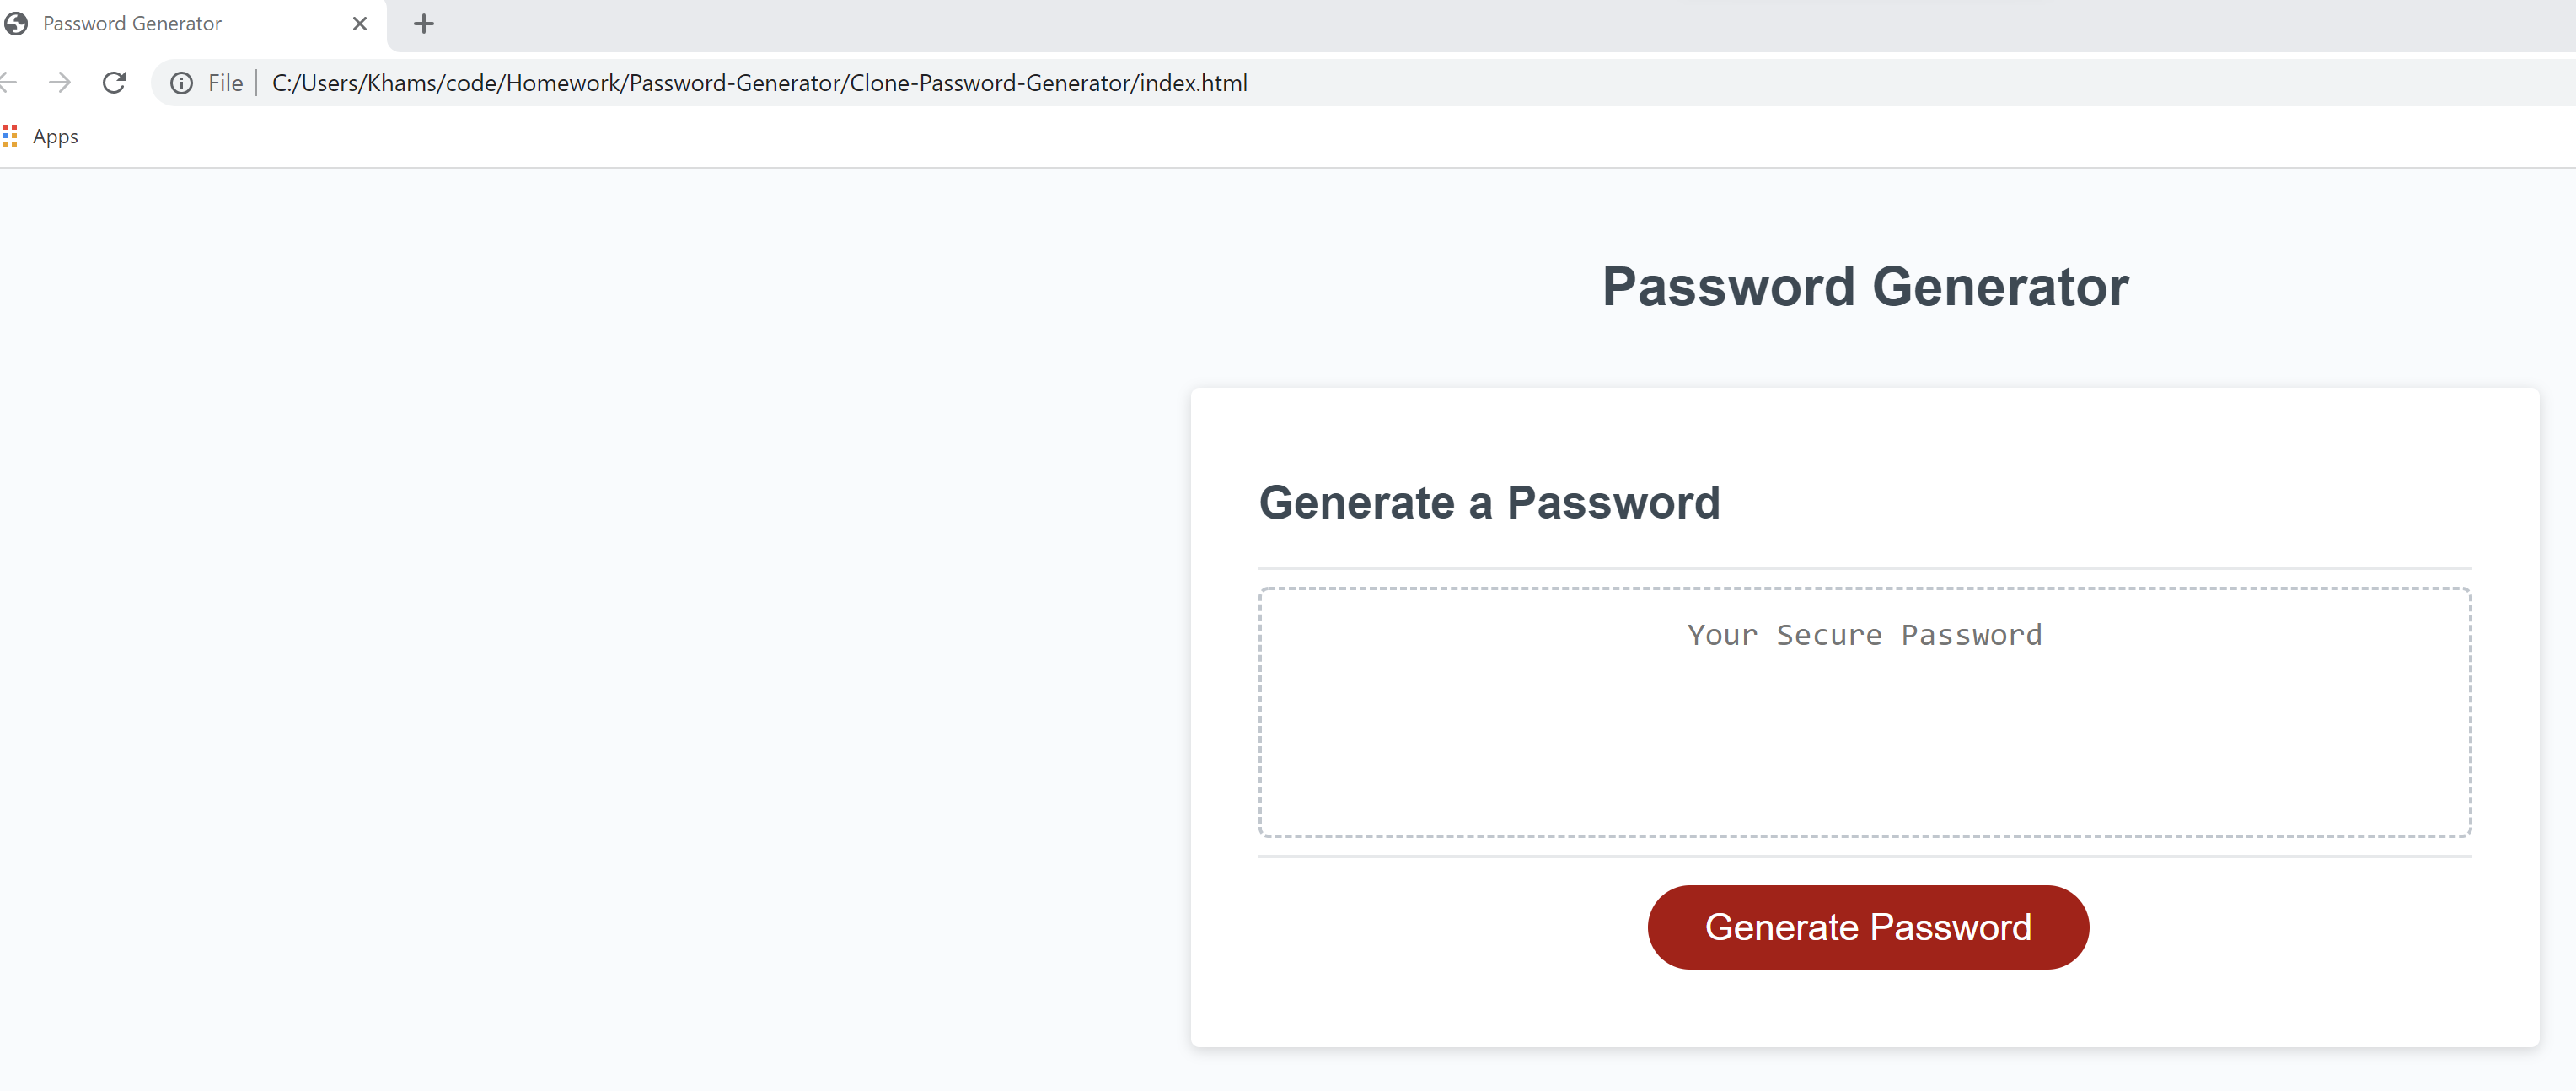 Password Generator
File C:/Users/Khams/code/Homework/Password-Generator/Clone-Password-Generator/index.html
Apps
Password Generator
Generate a Password
Your Secure Password
Generate Password